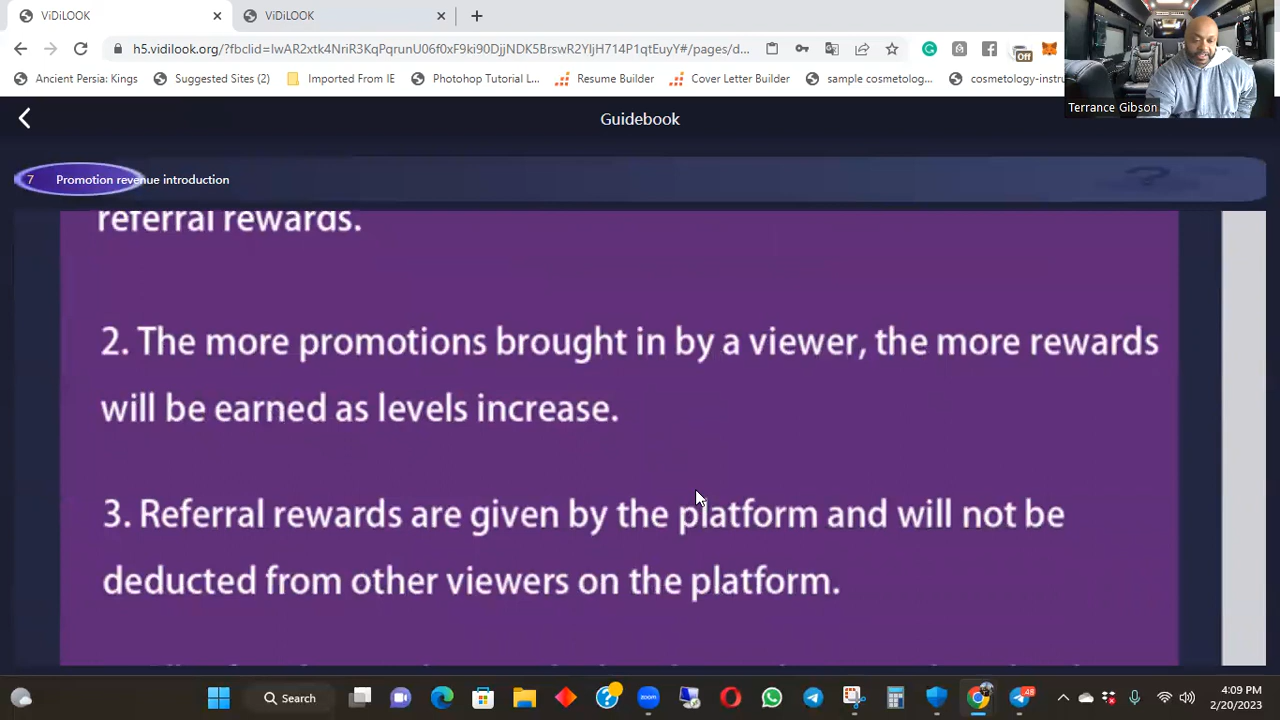 ViDiLOOK
ViDiLOOK
h5.vidilook.org/?fbclid=IwAR2xtk4NriR3KqPqrunU06f0xF9ki90DjjNDK5BrswR2YIjH714P1qtEuyY#/pages/d...
Off
Ancient Persia: Kings
Suggested Sites (2)
Imported From IE
Photohop Tutorial L...
Resume Builder
Cover Letter Builder
sample cosmetolog...
cosmetology-instru
Terrance Gibson
Guidebook
7 Promotion revenue introduction
referral rewards.
2. The more promotions brought in by a viewer, the more rewards
will be earned as levels increase.
3. Referral rewards are given by the platform and will not be
deducted from other viewers on the platform.
Search
zoom
48
4:09 PM
2/20/2023